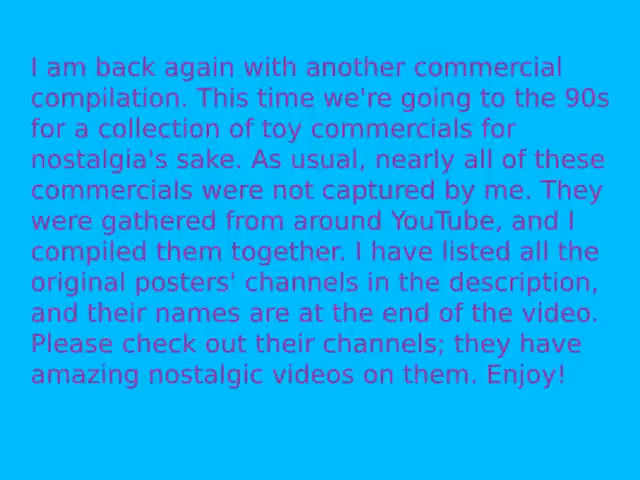 I am back again with another commercial
compilation. This time we're going to the 90s
for a collection of toy commercials for
nostalgia's sake. As usual, nearly all of these
commercials were not captured by me. They
were gathered from around YouTube, and I
compiled them together. I have listed all the
original posters' channels in the description,
and their names are at the end of the video.
Please check out their channels; they have
amazing nostalgic videos on them. Enjoy!